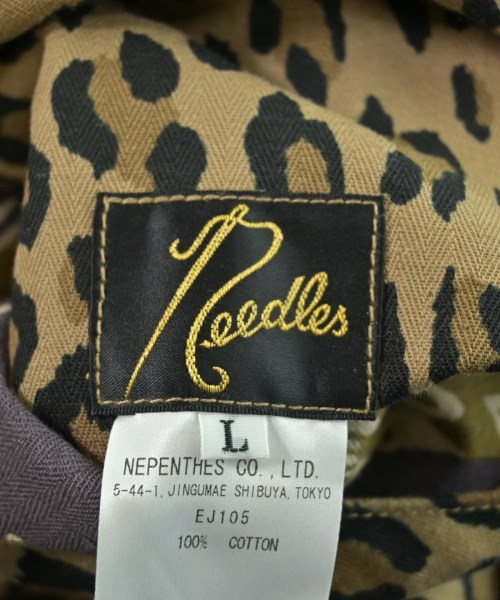 Needles
L
NEPENTHES CO., LTD.
5-44-1, JINGUMAE SHIBUYA, TOKYO
EJ105
100% COTTON